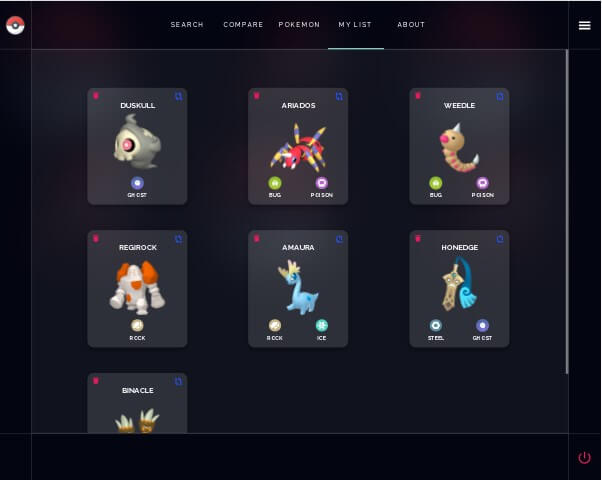 SEARCH COMPARE POKEMON MY LIST ABOUT
DUSKULL
GHOST
ARIADOS
BUG POISON
WEEDLE
BUG POISON
REGIROCK
ROCK
AMAURA
ROCK ICE
HONEDGE
STEEL GHOST
BINACLE